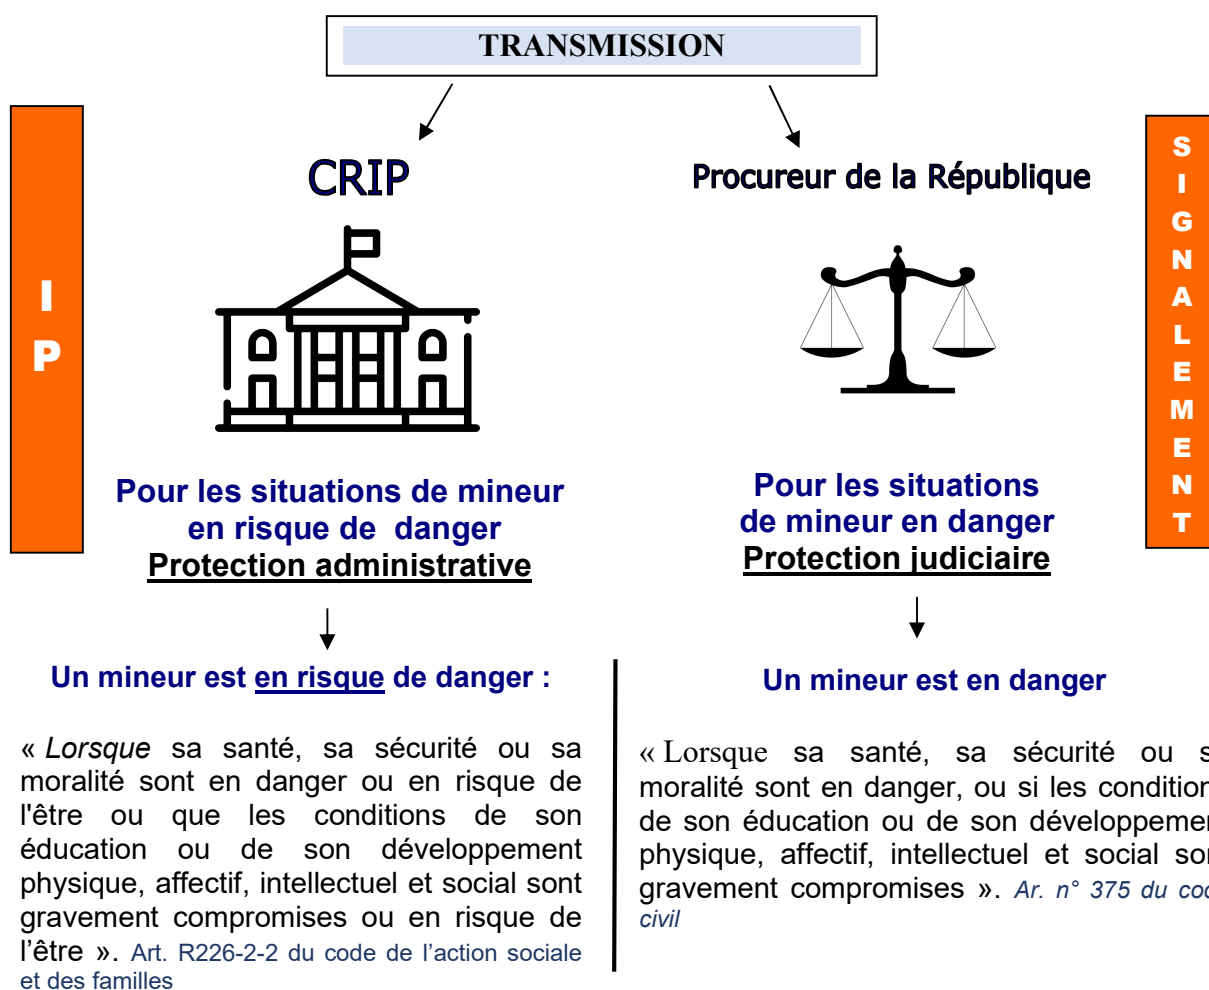 TRANSMISSION
IP
CRIP
Pour les situations de mineur
en risque de danger
Protection administrative
Un mineur est en risque de danger :
« Lorsque sa santé, sa sécurité ou sa
moralité sont en danger ou en risque de
l'être ou que les conditions de son
éducation ou de son développement
physique, affectif, intellectuel et social sont
gravement compromises ou en risque de
l’être ». Art. R226-2-2 du code de l’action sociale
et des familles
Procureur de la République
Pour les situations
de mineur en danger
Protection judiciaire
Un mineur est en danger
« Lorsque sa santé, sa sécurité ou s
moralité sont en danger, ou si les condition
de son éducation ou de son développemen
physique, affectif, intellectuel et social son
gravement compromises ». Ar. n° 375 du cod
civil
SIGNALEMENT